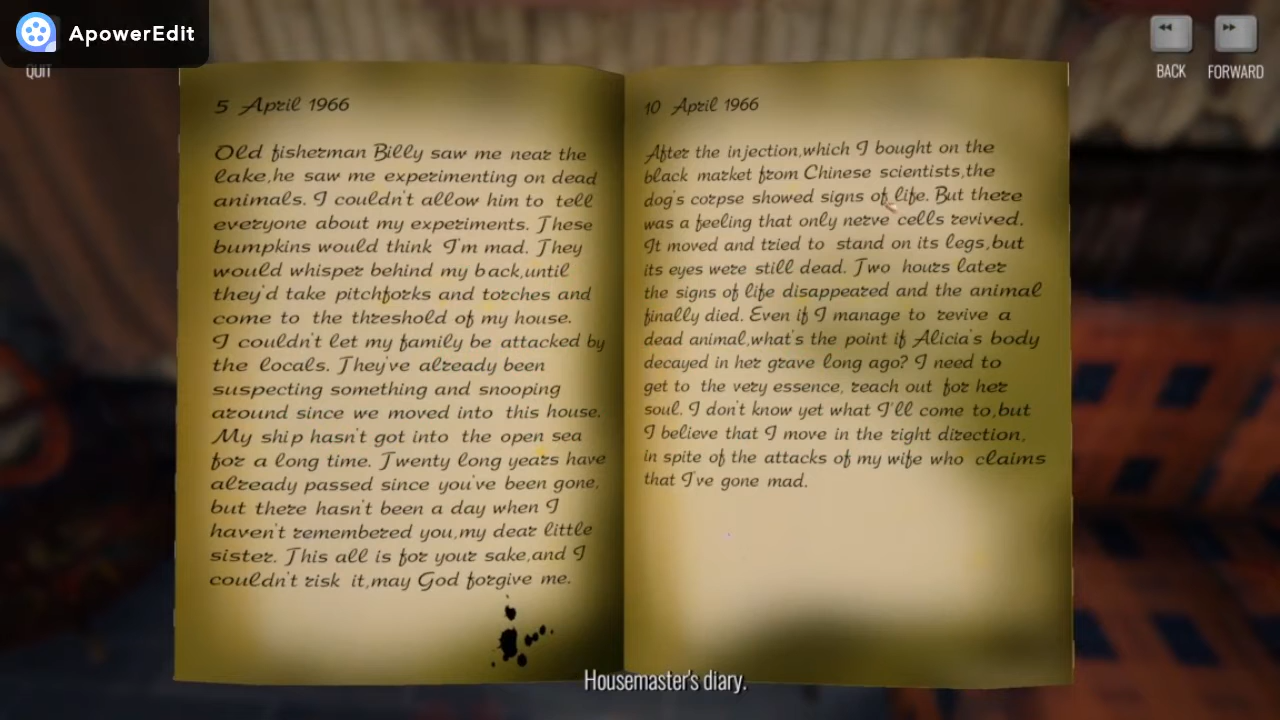 ApowerEdit
QUIT
BACK
FORWARD
5 April 1966
Old fisherman Billy saw me near the
lake,he saw me experimenting on dead
animals. I couldn't allow him to tell
everyone about my experiments. These
bumpkins would think I'm mad. They
would whisper behind my back,until
they'd take pitchforks and torches and
come to the threshold of my house.
I couldn't let my family be attacked by
the locals. They've already been
suspecting something and snooping
around since we moved into this house.
My ship hasn't got into the open sea
for a long time. Twenty long years have
already passed since you've been gone,
but there hasn't been a day when I
haven't remembered you,my dear little
sister. This all is for your sake,and I
couldn't risk it,may God forgive me.
10 April 1966
After the injection,which I bought on the
black market from Chinese scientists,the
dog's corpse showed signs of life. But there
was a feeling that only nerve cells revived.
It moved and tried to stand on its legs,but
its eyes were still dead. Two hours later
the signs of life disappeared and the animal
finally died. Even if I manage to revive a
dead animal,what's the point if Alicia's body
decayed in her grave long ago? I need to
get to the very essence, reach out for her
soul. I don't know yet what I'll come to,but
I believe that I move in the right direction,
in spite of the attacks of my wife who claims
that I've gone mad.
Housemaster's diary.